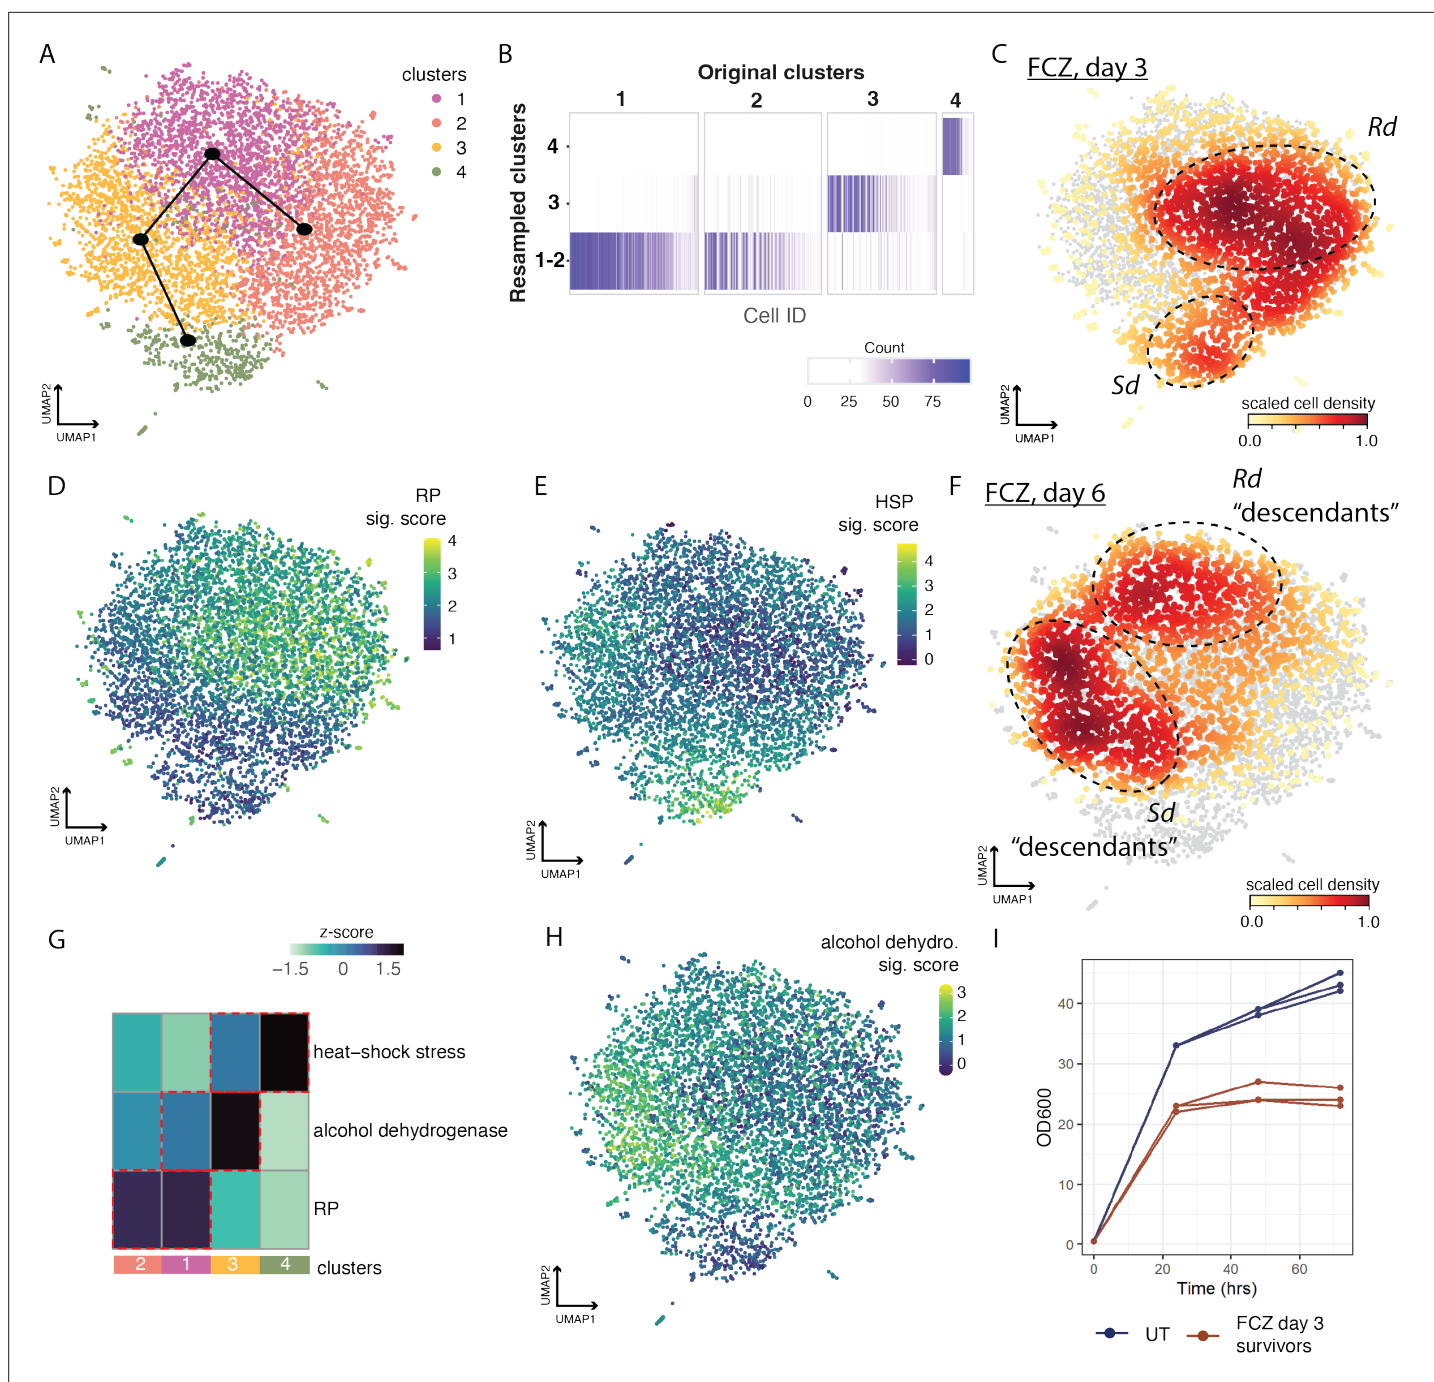 A
clusters
1
2
3
4
UMAP2
UMAP1
B
Original clusters
1
2
3
4
Resampled clusters
4
3
1-2
Cell ID
Count
0
25
50
75
C
FCZ, day 3
Rd
Sd
UMAP2
UMAP1
scaled cell density
0.0
1.0
D
RP
sig. score
4
3
2
1
UMAP2
UMAP1
E
HSP
sig. score
4
3
2
1
0
UMAP2
UMAP1
F
FCZ, day 6
Rd
“descendants”
Sd
“descendants”
UMAP2
UMAP1
scaled cell density
0.0
1.0
G
z-score
−1.5
0
1.5
heat−shock stress
alcohol dehydrogenase
RP
2
1
3
4
clusters
H
alcohol dehydro.
sig. score
3
2
1
0
UMAP2
UMAP1
I
OD600
40
30
20
10
0
0
20
40
60
Time (hrs)
UT
FCZ day 3
survivors